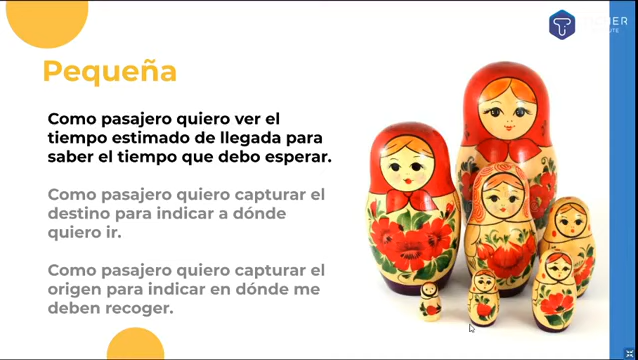 Pequeña
Como pasajero quiero ver el
tiempo estimado de llegada para
saber el tiempo que debo esperar.
Como pasajero quiero capturar el
destino para indicar a dónde
quiero ir.
Como pasajero quiero capturar el
origen para indicar en dónde me
deben recoger.